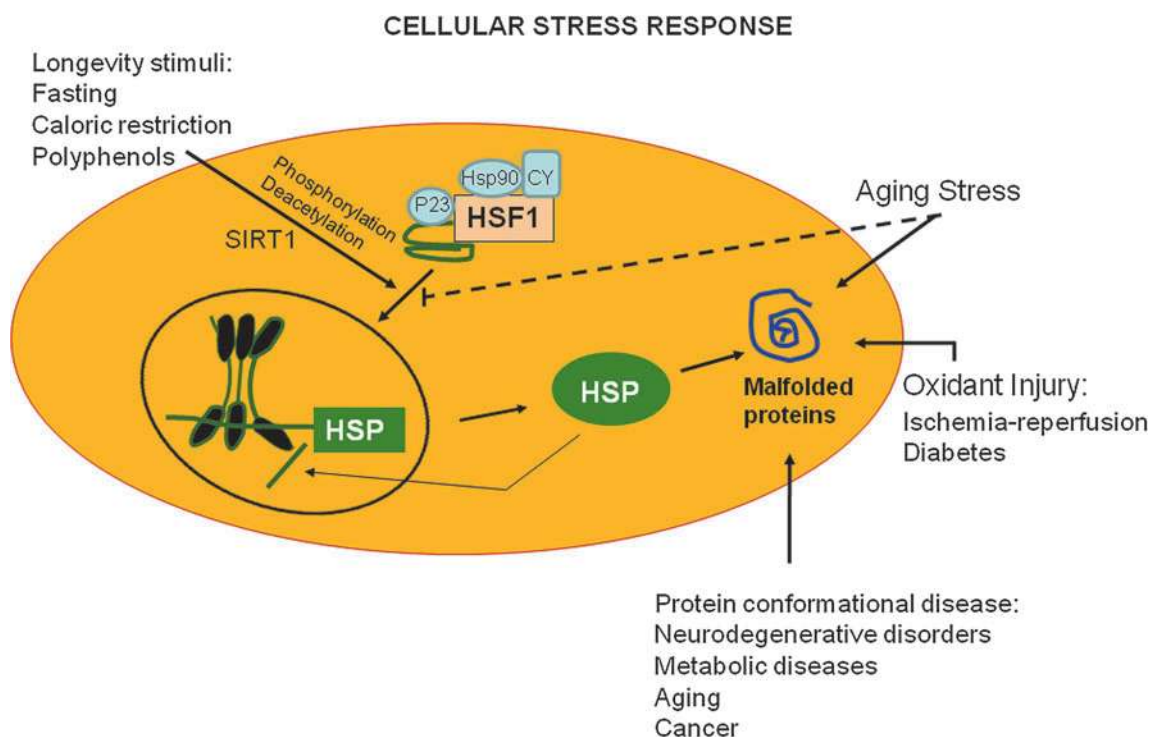 CELLULAR STRESS RESPONSE
Longevity stimuli:
Fasting
Caloric restriction
Polyphenols
Phosphorylation
Deacetylation
SIRT1
P23
Hsp90
CY
HSF1
Aging Stress
HSP
HSP
Malfolded
proteins
Oxidant Injury:
Ischemia-reperfusion
Diabetes
Protein conformational disease:
Neurodegenerative disorders
Metabolic diseases
Aging
Cancer